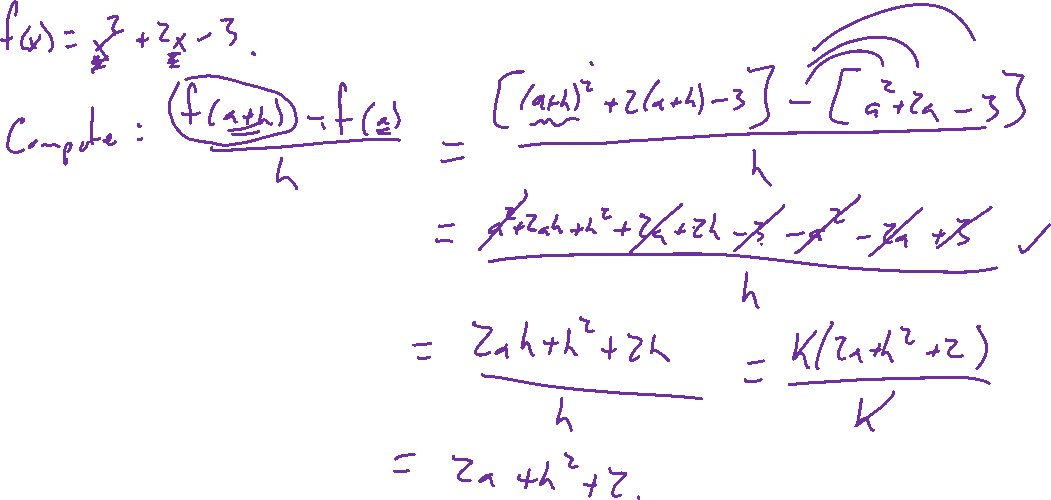 f(x) = x² + 2x - 3.
Compute : (f(a+h) - f(a))/h = ([(a+h)² + 2(a+h) - 3] - [a² + 2a - 3])/h
= (a² + 2ah + h² + 2a + 2h - 3 - a² - 2a + 3)/h ✓
= (2ah + h² + 2h)/h = h(2a + h² + 2)/h
= 2a + h² + 2.